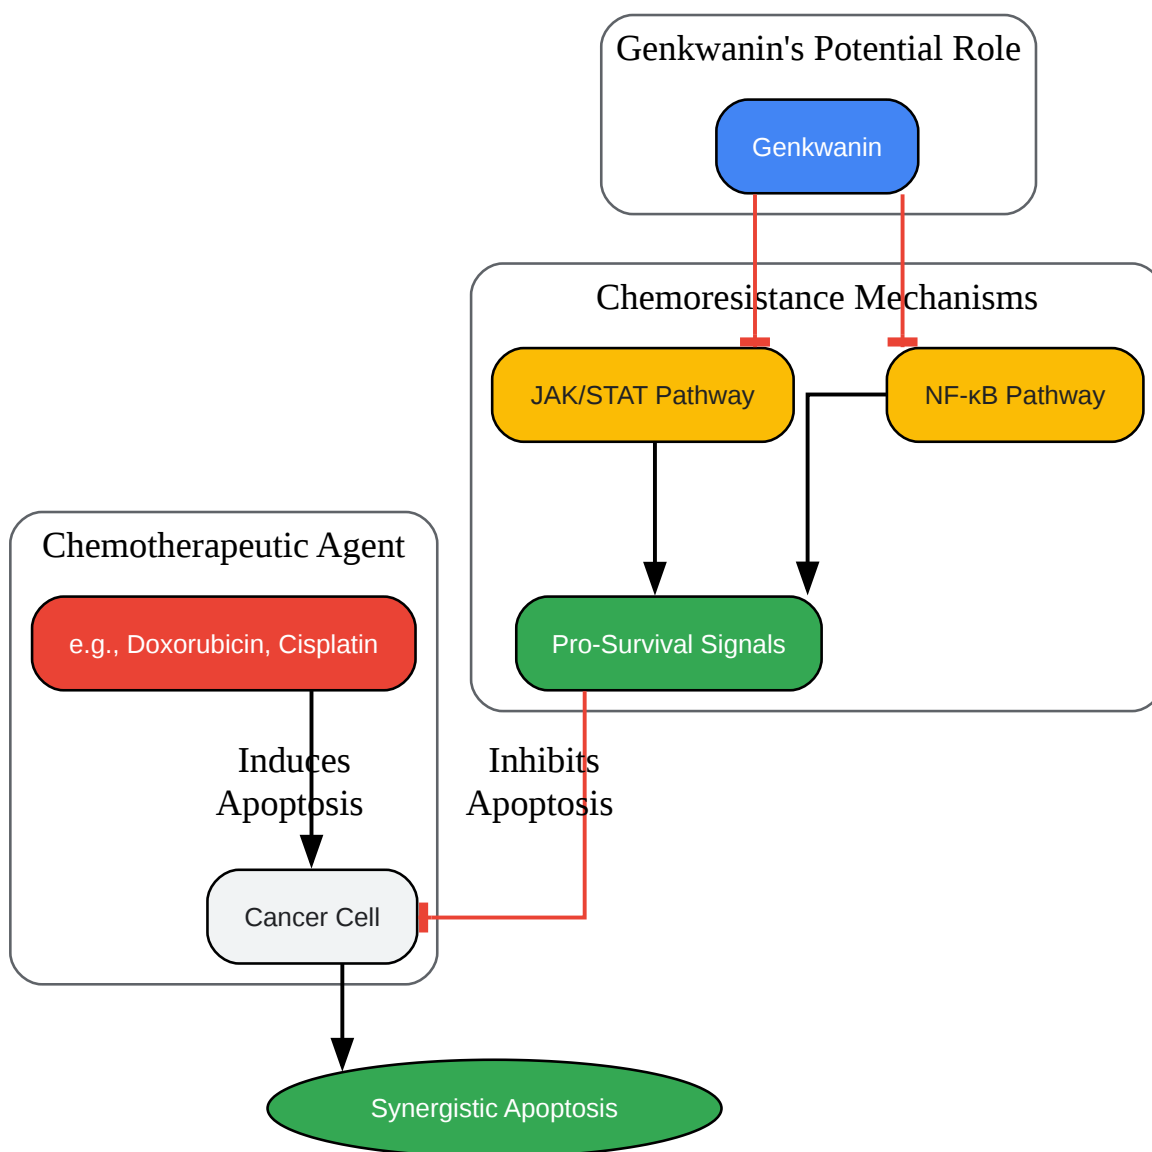 Genkwanin's Potential Role
Genkwanin
Chemoresistance Mechanisms
JAK/STAT Pathway
NF-κB Pathway
Chemotherapeutic Agent
e.g., Doxorubicin, Cisplatin
Pro-Survival Signals
Induces
Apoptosis
Inhibits
Apoptosis
Cancer Cell
Synergistic Apoptosis